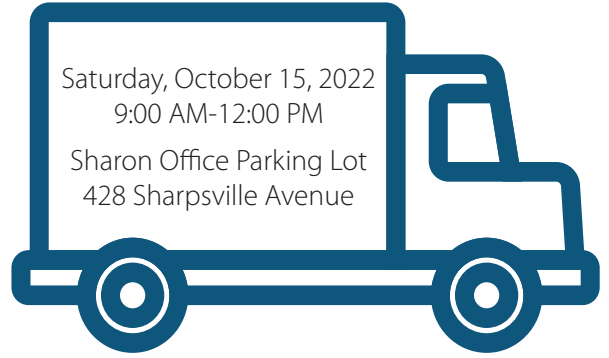 Saturday, October 15, 2022
9:00 AM-12:00 PM
Sharon Office Parking Lot
428 Sharpsville Avenue